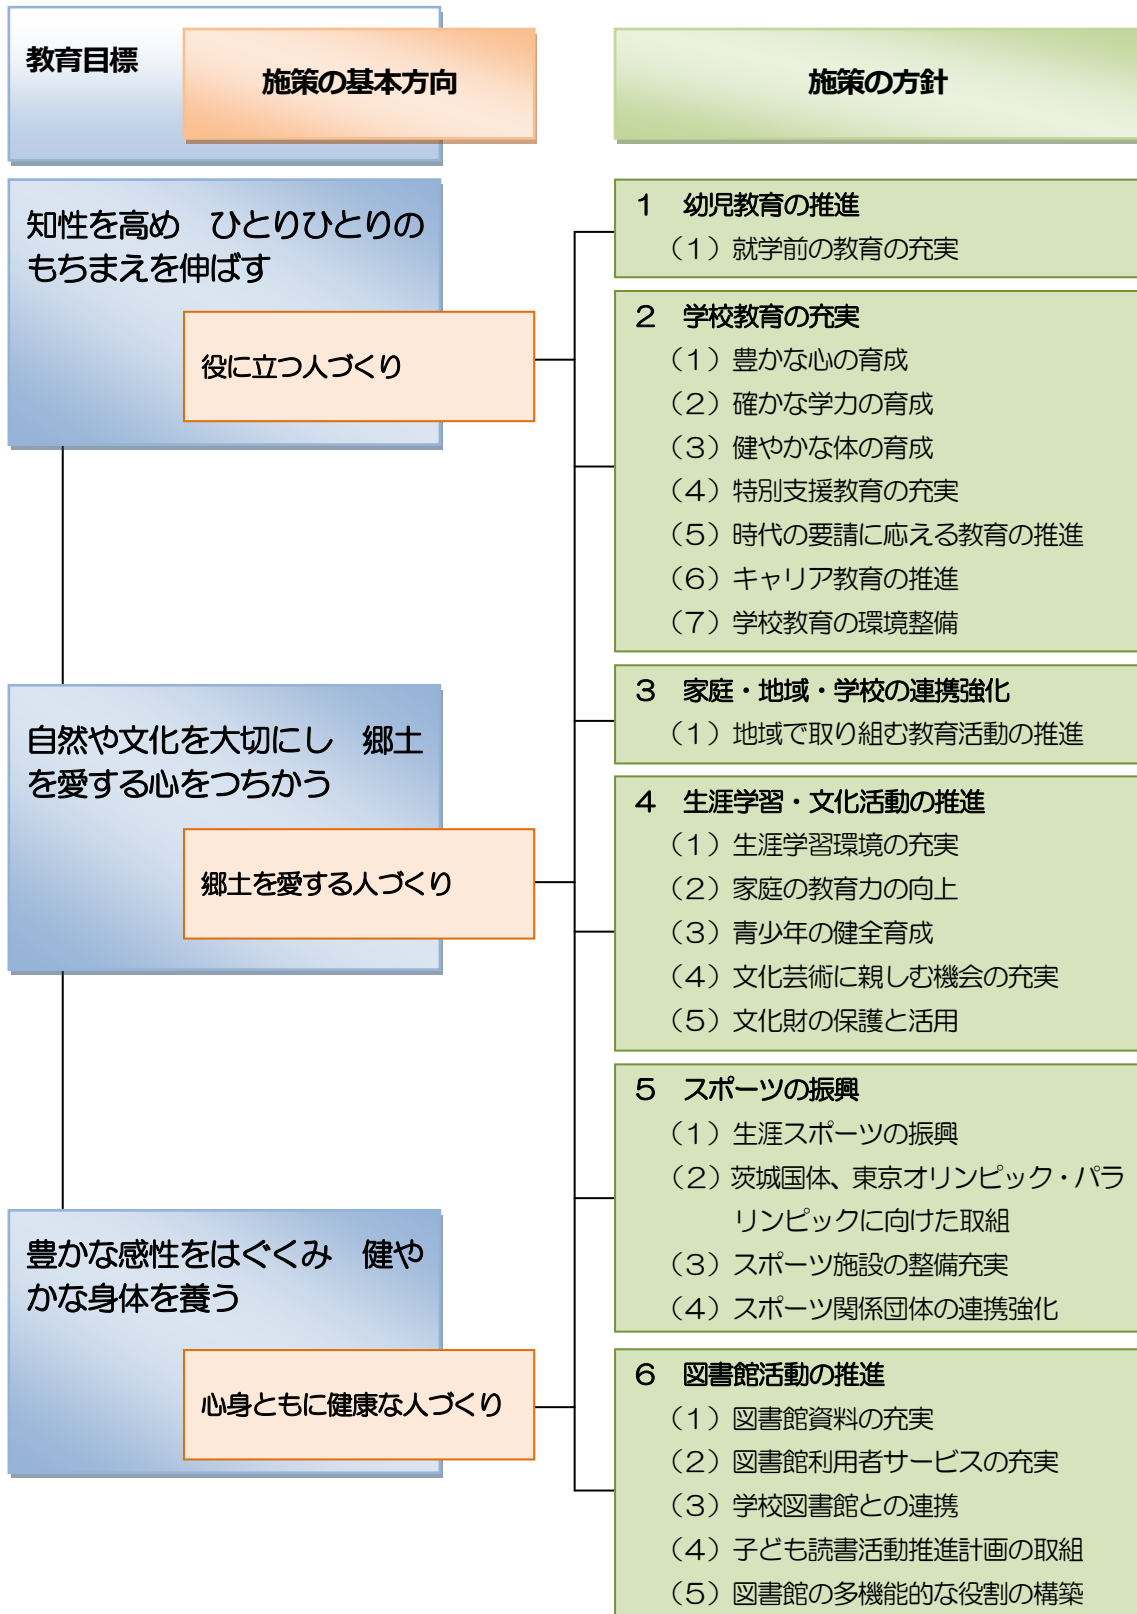 教育目標
施策の基本方向
施策の方針
知性を高め　ひとりひとりの
もちまえを伸ばす
役に立つ人づくり
自然や文化を大切にし　郷土
を愛する心をつちかう
郷土を愛する人づくり
豊かな感性をはぐくみ　健や
かな身体を養う
心身ともに健康な人づくり
１　幼児教育の推進
（１）就学前の教育の充実
２　学校教育の充実
（１）豊かな心の育成
（２）確かな学力の育成
（３）健やかな体の育成
（４）特別支援教育の充実
（５）時代の要請に応える教育の推進
（６）キャリア教育の推進
（７）学校教育の環境整備
３　家庭・地域・学校の連携強化
（１）地域で取り組む教育活動の推進
４　生涯学習・文化活動の推進
（１）生涯学習環境の充実
（２）家庭の教育力の向上
（３）青少年の健全育成
（４）文化芸術に親しむ機会の充実
（５）文化財の保護と活用
５　スポーツの振興
（１）生涯スポーツの振興
（２）茨城国体、東京オリンピック・パラ
リンピックに向けた取組
（３）スポーツ施設の整備充実
（４）スポーツ関係団体の連携強化
６　図書館活動の推進
（１）図書館資料の充実
（２）図書館利用者サービスの充実
（３）学校図書館との連携
（４）子ども読書活動推進計画の取組
（５）図書館の多機能的な役割の構築